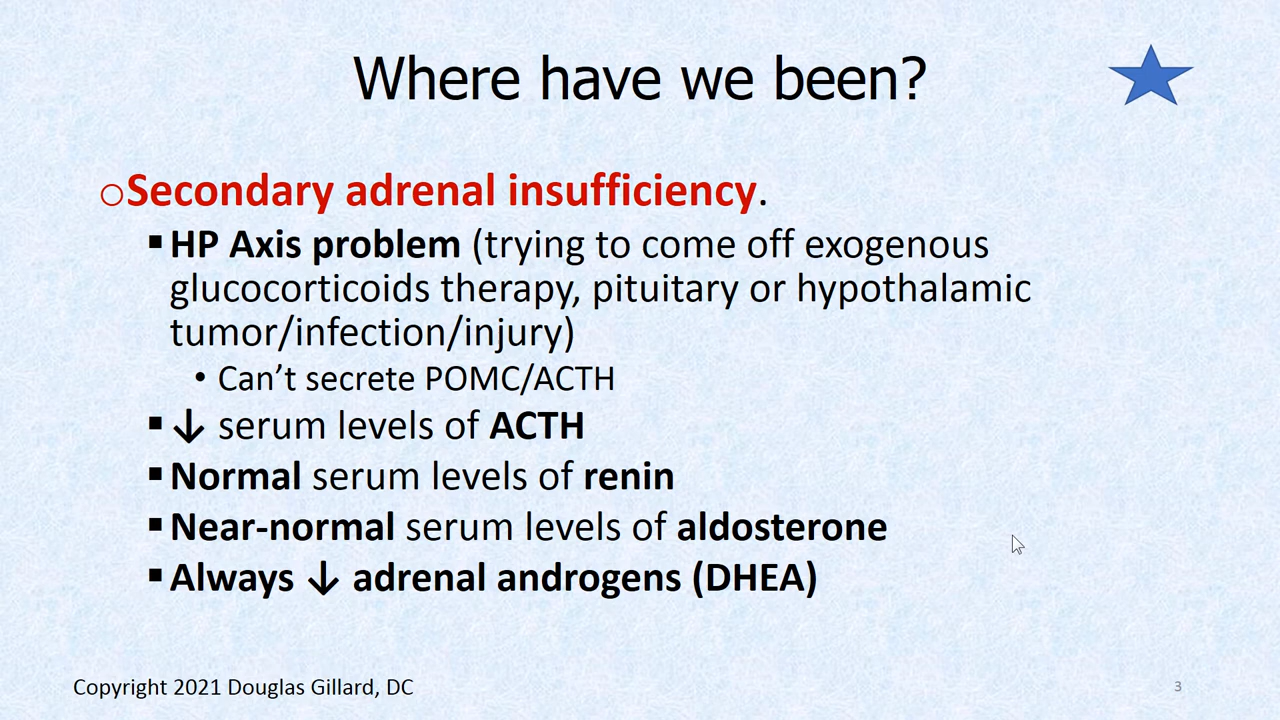 Where have we been?
○Secondary adrenal insufficiency.
▪HP Axis problem (trying to come off exogenous
glucocorticoids therapy, pituitary or hypothalamic
tumor/infection/injury)
• Can’t secrete POMC/ACTH
▪↓ serum levels of ACTH
▪Normal serum levels of renin
▪Near-normal serum levels of aldosterone
▪Always ↓ adrenal androgens (DHEA)
Copyright 2021 Douglas Gillard, DC
3